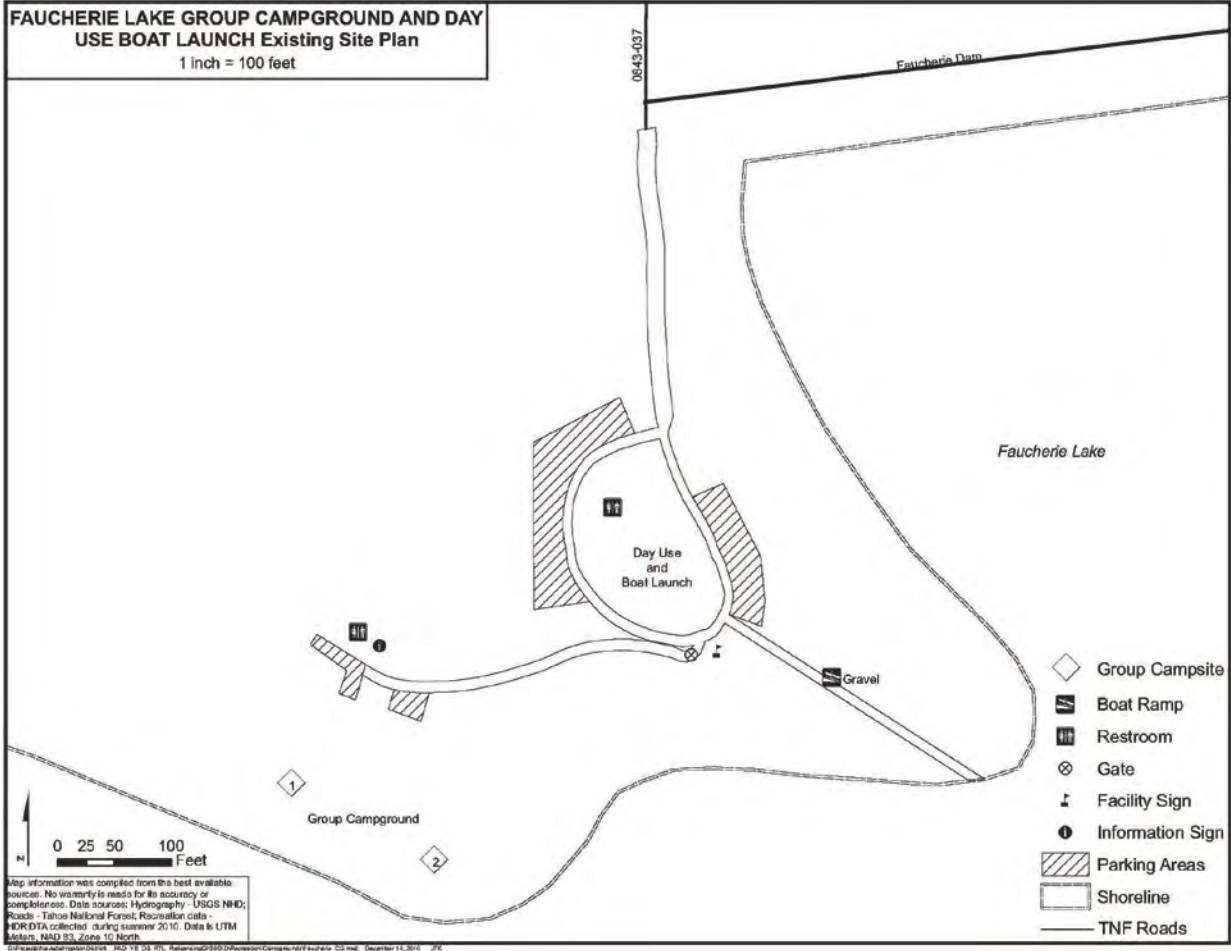 FAUCHERIE LAKE GROUP CAMPGROUND AND DAY
USE BOAT LAUNCH Existing Site Plan
1 inch = 100 feet
0843-037
Faucherie Dam
Faucherie Lake
Day Use
and
Boat Launch
Gravel
1
Group Campground
2
N
0 25 50 100
Feet
Group Campsite
Boat Ramp
Restroom
Gate
Facility Sign
Information Sign
Parking Areas
Shoreline
TNF Roads
Map information was compiled from the best available
sources. No warranty is made for its accuracy or
completeness. Data sources: Hydrography - USGS NHD;
Roads - Tahoe National Forest; Recreation data -
HDR|DTA collected during summer 2010. Data is UTM
Meters, NAD 83, Zone 10 North.
December 14, 2010 JTK